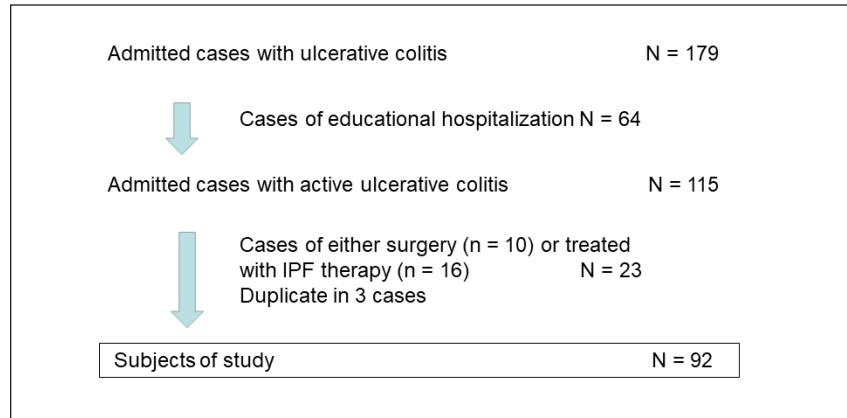 Admitted cases with ulcerative colitis N = 179
Cases of educational hospitalization N = 64
Admitted cases with active ulcerative colitis N = 115
Cases of either surgery (n = 10) or treated
with IPF therapy (n = 16) N = 23
Duplicate in 3 cases
Subjects of study N = 92